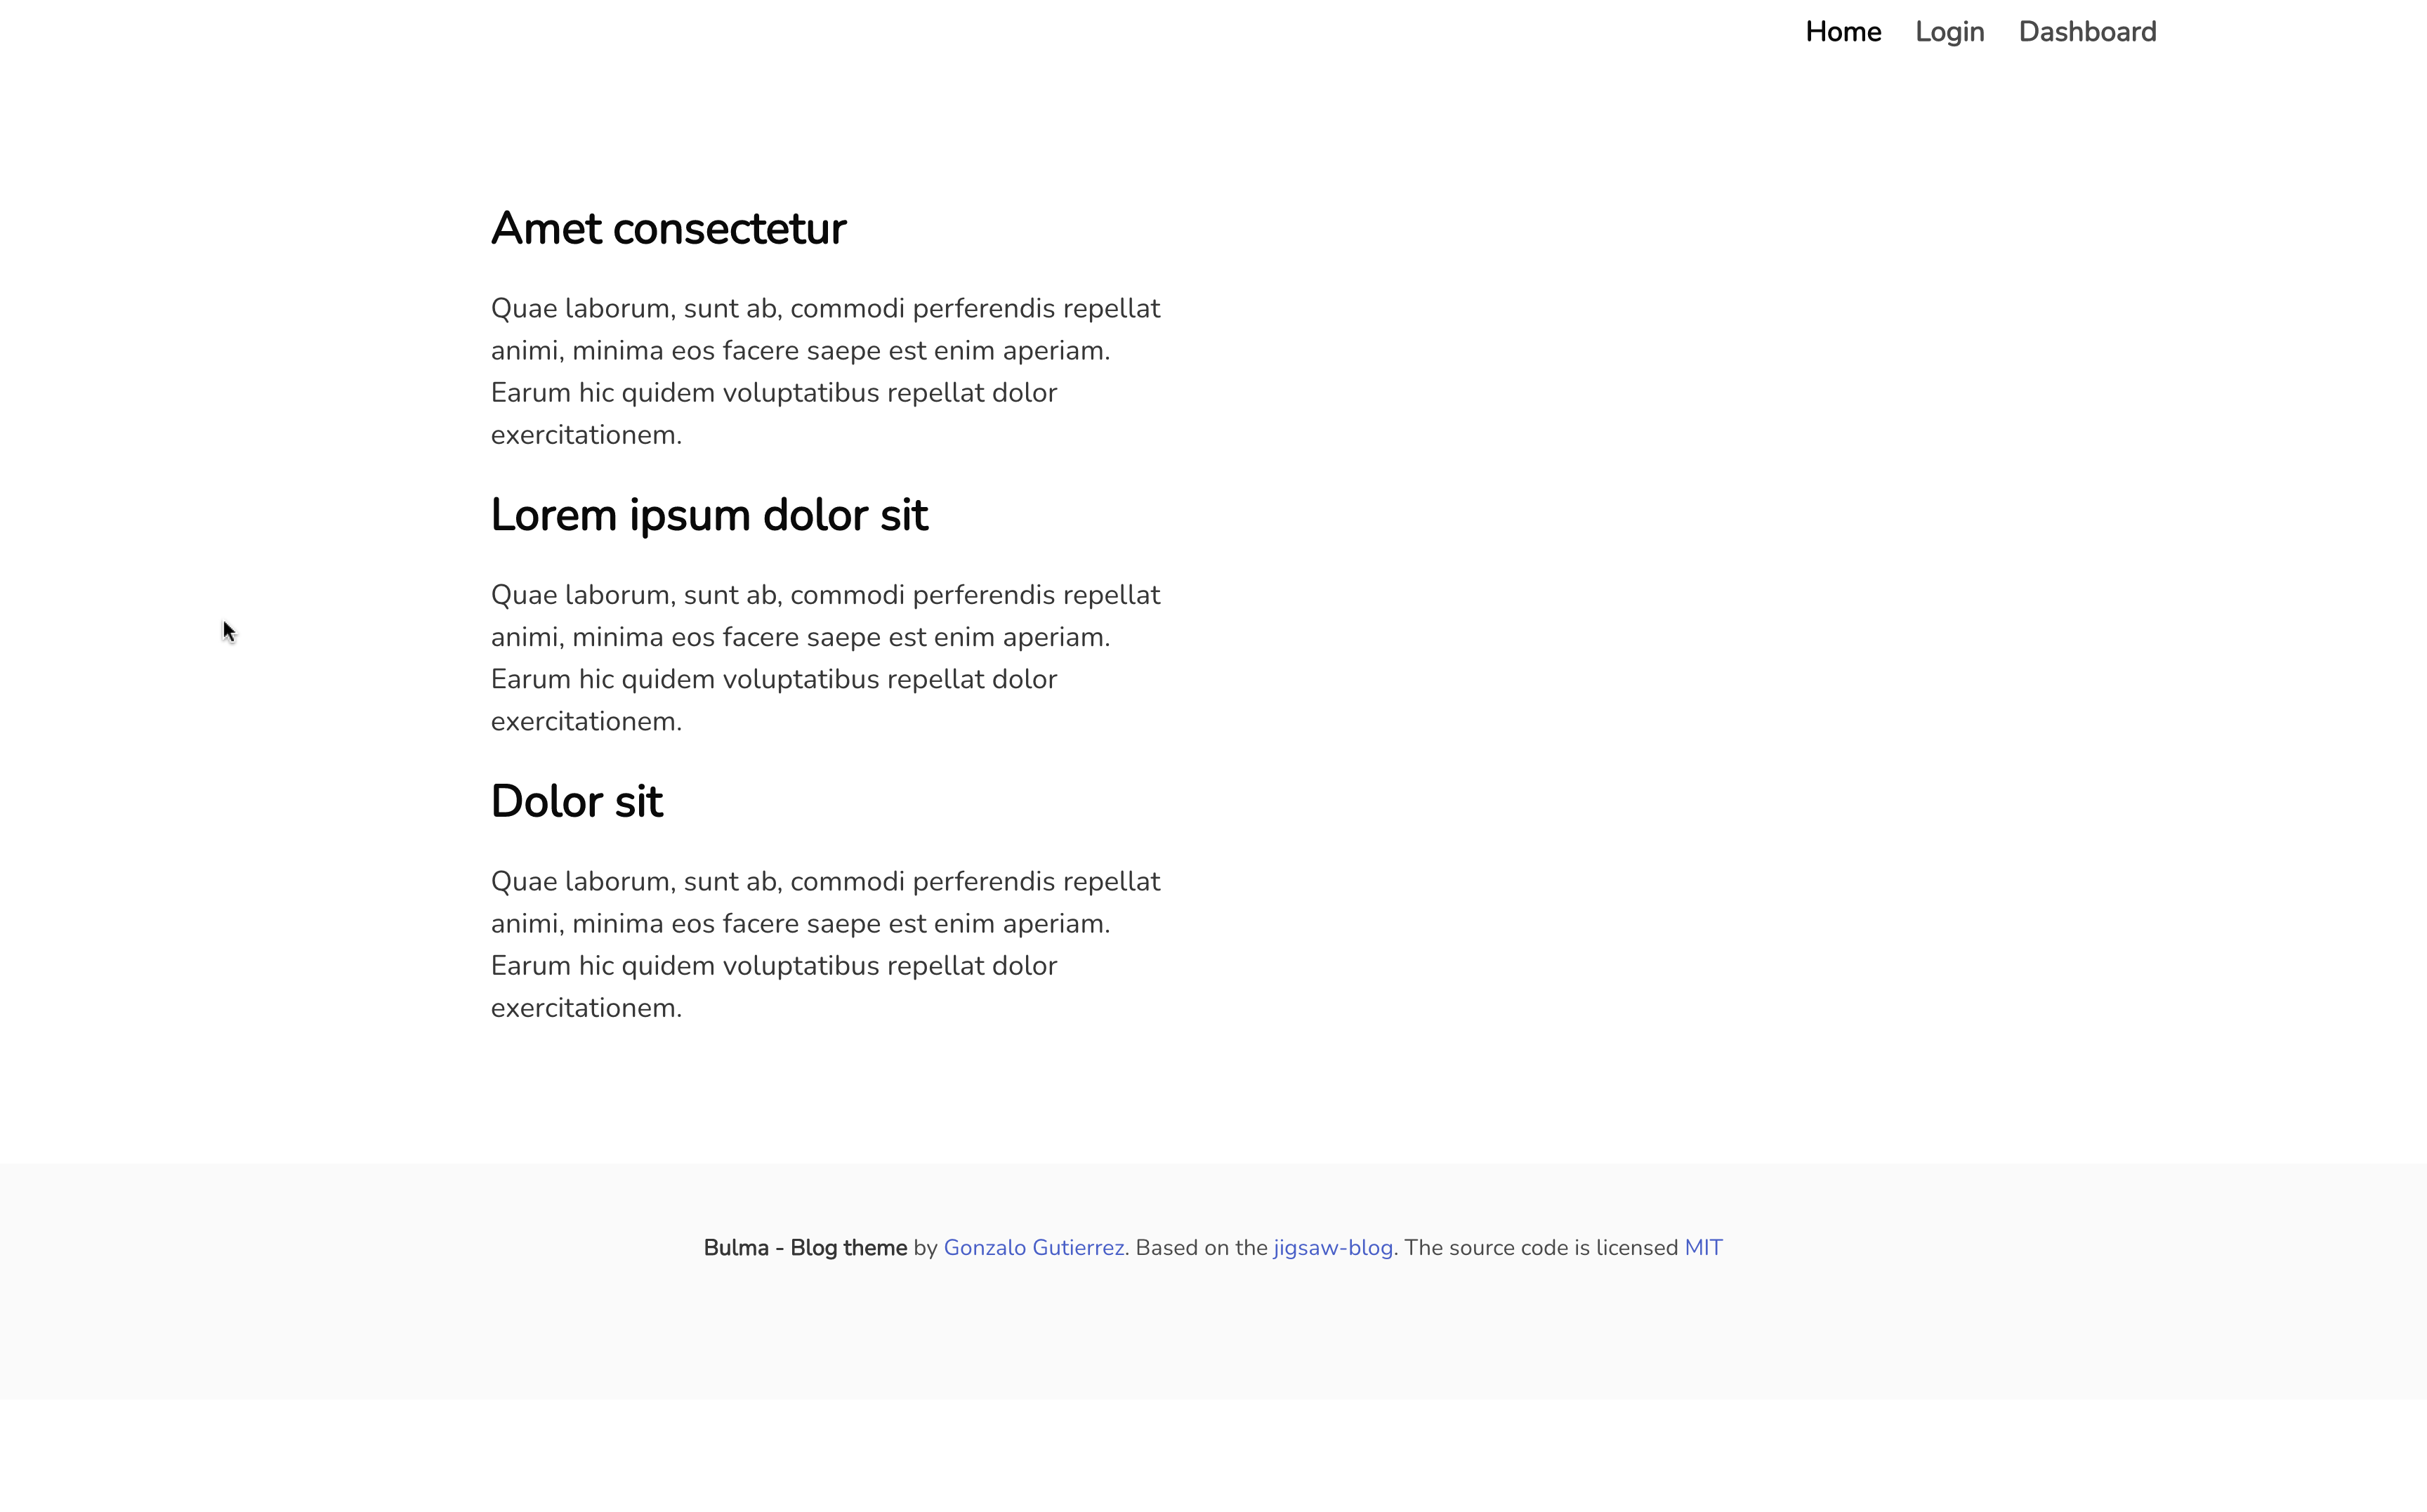 Home Login Dashboard
Amet consectetur
Quae laborum, sunt ab, commodi perferendis repellat
animi, minima eos facere saepe est enim aperiam.
Earum hic quidem voluptatibus repellat dolor
exercitationem.
Lorem ipsum dolor sit
Quae laborum, sunt ab, commodi perferendis repellat
animi, minima eos facere saepe est enim aperiam.
Earum hic quidem voluptatibus repellat dolor
exercitationem.
Dolor sit
Quae laborum, sunt ab, commodi perferendis repellat
animi, minima eos facere saepe est enim aperiam.
Earum hic quidem voluptatibus repellat dolor
exercitationem.
Bulma - Blog theme by Gonzalo Gutierrez. Based on the jigsaw-blog. The source code is licensed MIT